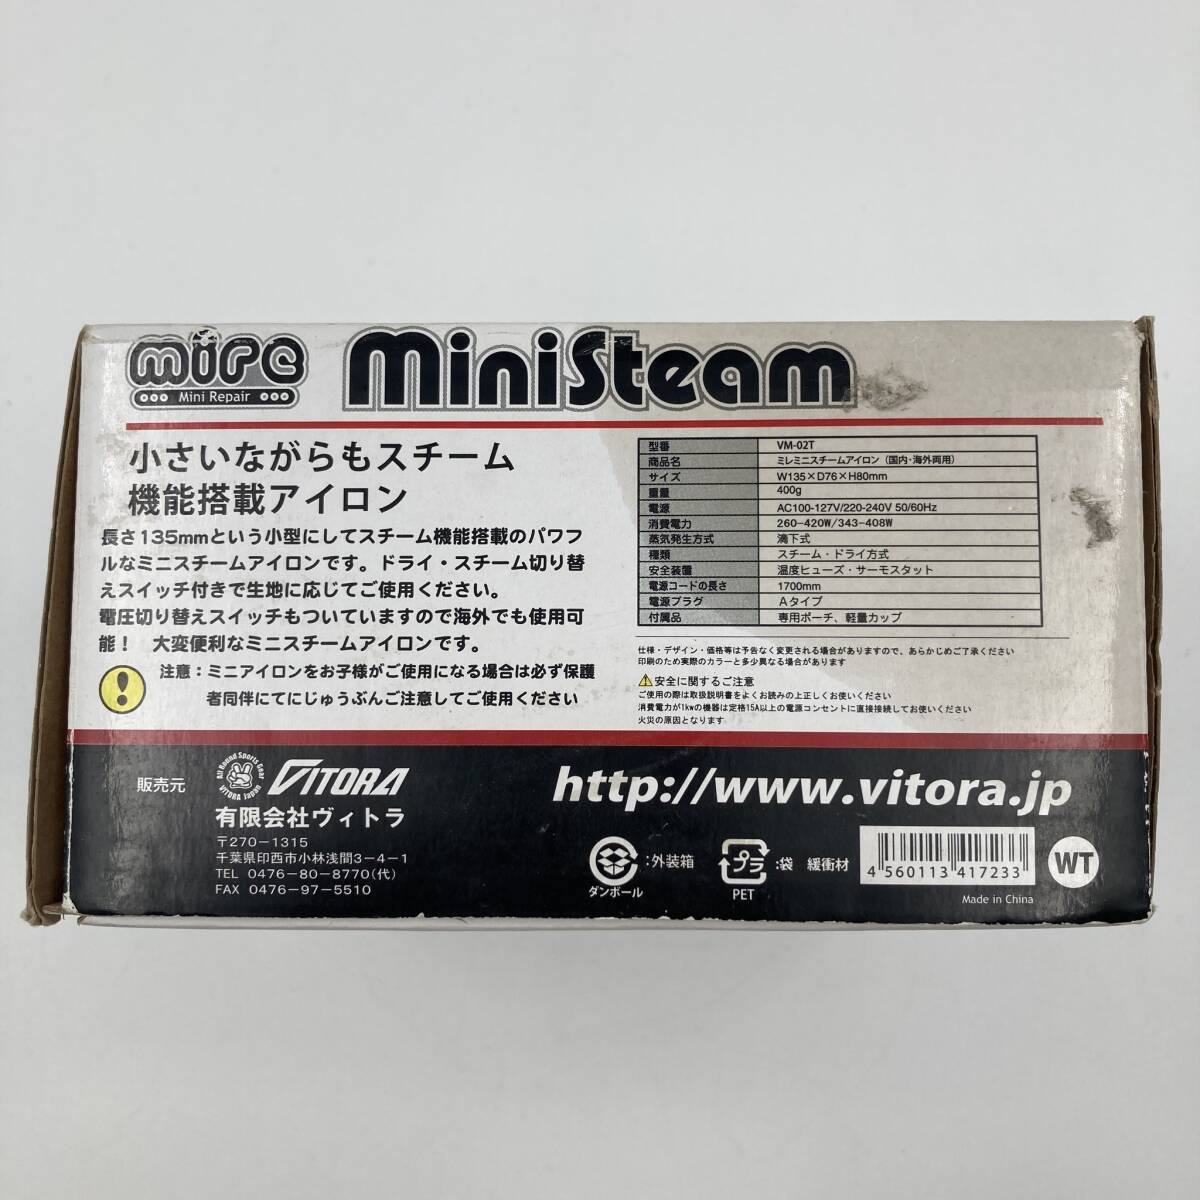 mire
Mini Repair
MiniSteam
小さいながらもスチーム
機能搭載アイロン
長さ135mmという小型にしてスチーム機能搭載のパワフ
ルなミニスチームアイロンです。ドライ・スチーム切り替
えスイッチ付きで生地に応じてご使用ください。
電圧切り替えスイッチもついていますので海外でも使用可
能！ 大変便利なミニスチームアイロンです。
注意：ミニアイロンをお子様がご使用になる場合は必ず保護
者同伴にてにじゅうぶんご注意してご使用ください
型番 VM-02T
商品名 ミレミニスチームアイロン（国内・海外両用）
サイズ W135×D76×H80mm
重量 400g
電源 AC100-127V/220-240V 50/60Hz
消費電力 260-420W/343-408W
蒸気発生方式 滴下式
種類 スチーム・ドライ方式
安全装置 温度ヒューズ・サーモスタット
電源コードの長さ 1700mm
電源プラグ Aタイプ
付属品 専用ポーチ、軽量カップ
仕様・デザイン・価格等は予告なく変更される場合がありますので、あらかじめご了承ください
印刷のため実際のカラーと多少異なる場合があります
安全に関するご注意
ご使用の際は取扱説明書をよくお読みの上正しくお使いください
消費電力が1kwの機器は定格15A以上の電源コンセントに直接接続してお使いください
火災の原因となります
販売元
All Round Sports Gear
VITORA Japan
VITORA
有限会社ヴィトラ
〒270-1315
千葉県印西市小林浅間3-4-1
TEL 0476-80-8770(代)
FAX 0476-97-5510
http://www.vitora.jp
ダンボール
:外装箱
プラ
PET
:袋 緩衝材
4 560113 417233
Made in China
WT